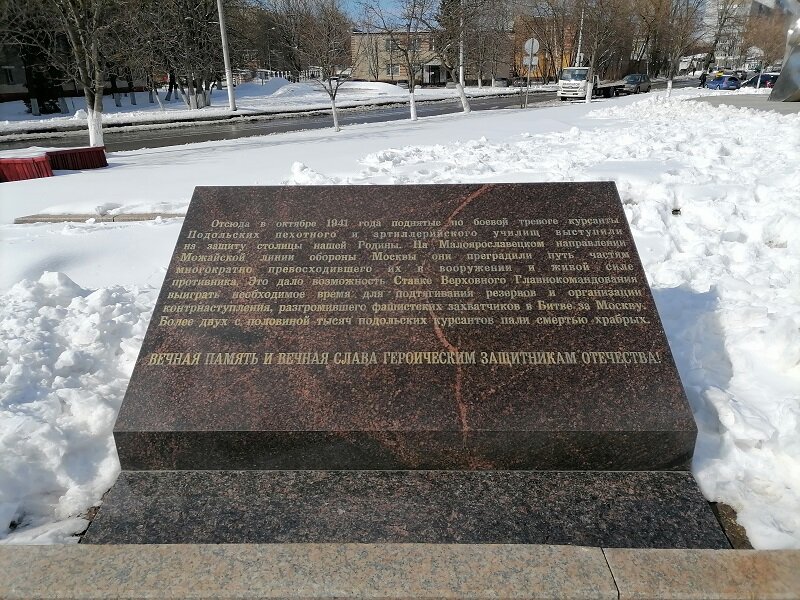 Отсюда в октябре 1941 года поднятые по боевой тревоге курсанты
Подольских пехотного и артиллерийского училищ выступили
на защиту столицы нашей Родины. На Малоярославецком направлении
Можайской линии обороны Москвы они преградили путь частям
многократно превосходившего их в вооружении и живой силе
противника. Это дало возможность Ставке Верховного Главнокомандования
выиграть необходимое время для подтягивания резервов и организации
контрнаступления, разгромившего фашистских захватчиков в Битве за Москву.
Более двух с половиной тысяч подольских курсантов пали смертью храбрых.
ВЕЧНАЯ ПАМЯТЬ И ВЕЧНАЯ СЛАВА ГЕРОИЧЕСКИМ ЗАЩИТНИКАМ ОТЕЧЕСТВА!